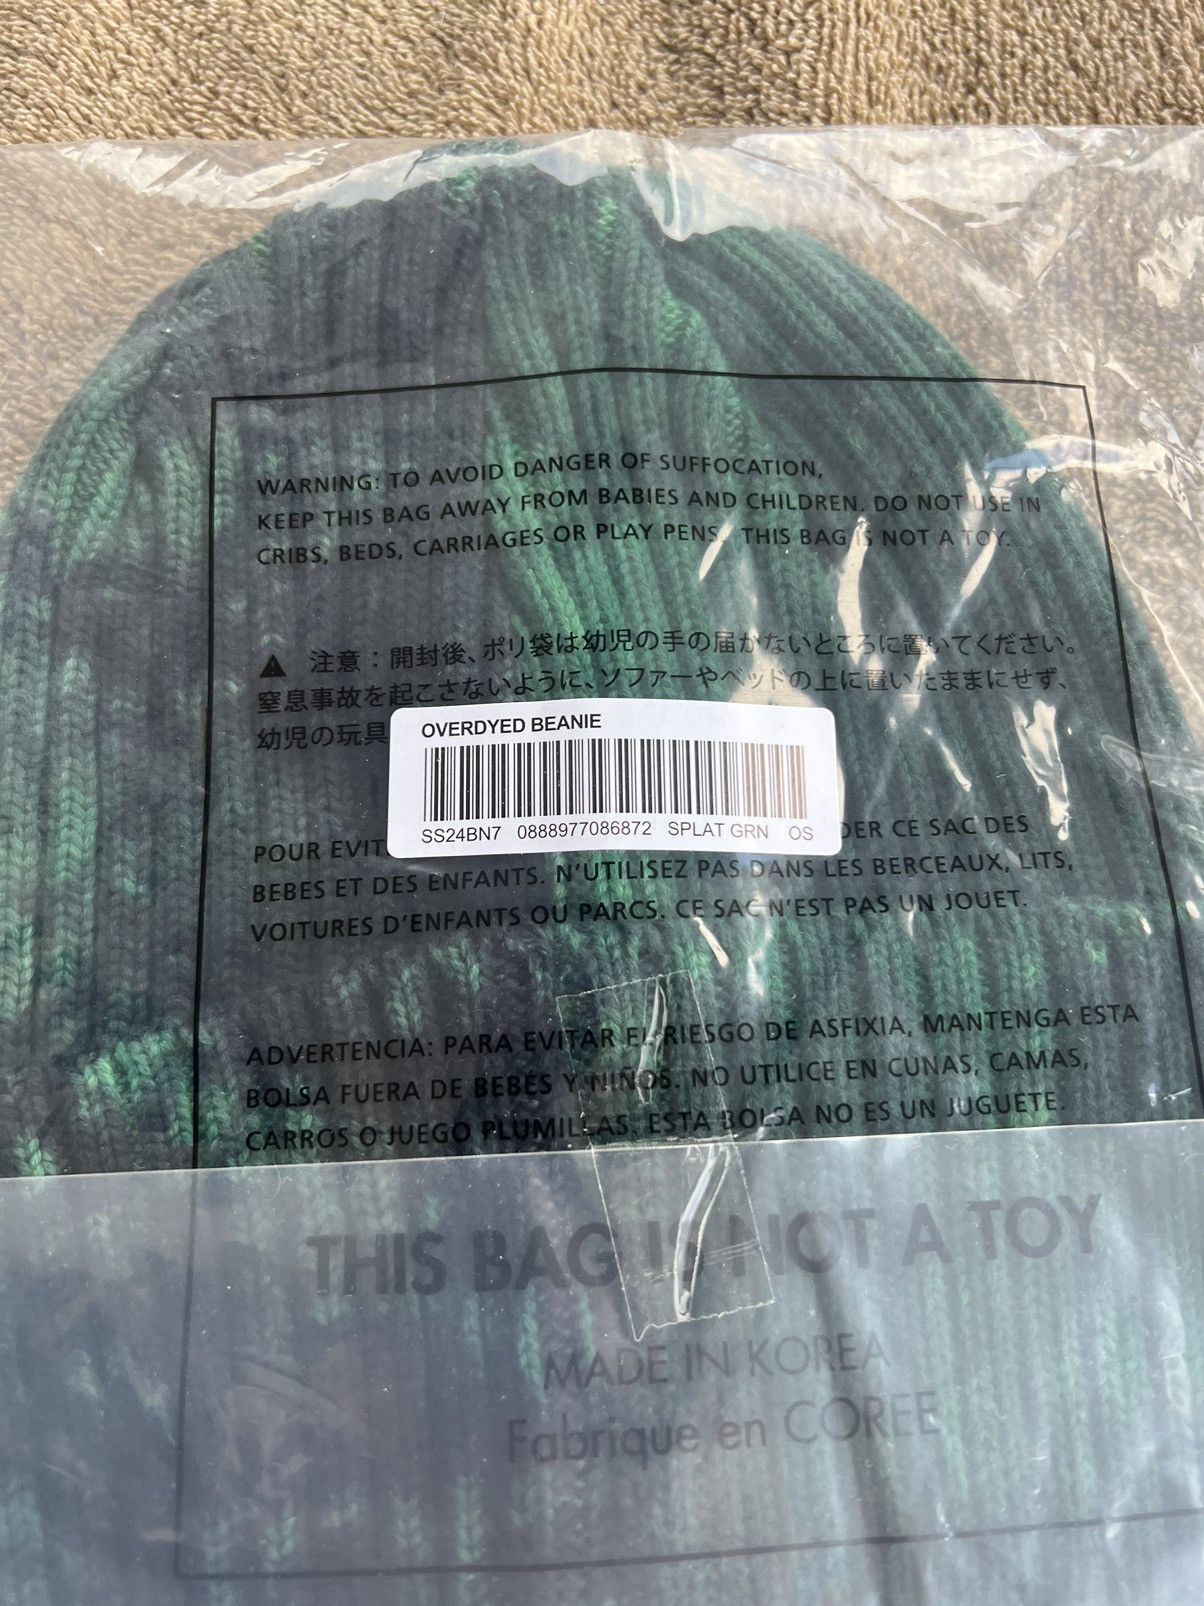 WARNING: TO AVOID DANGER OF SUFFOCATION,
KEEP THIS BAG AWAY FROM BABIES AND CHILDREN. DO NOT USE IN
CRIBS, BEDS, CARRIAGES OR PLAY PENS. THIS BAG IS NOT A TOY.
注意：開封後、ポリ袋は幼児の手の届かないところに置いてください。
窒息事故を起こさないように、ソファーやベッドの上に置いたままにせず、
幼児の玩具
OVERDYED BEANIE
SS24BN7 0888977086872 SPLAT GRN OS
POUR EVIT DER CE SAC DES
BEBES ET DES ENFANTS. N'UTILISEZ PAS DANS LES BERCEAUX, LITS,
VOITURES D'ENFANTS OU PARCS. CE SAC N'EST PAS UN JOUET.
ADVERTENCIA: PARA EVITAR EL RIESGO DE ASFIXIA, MANTENGA ESTA
BOLSA FUERA DE BEBÉS Y NIÑOS. NO UTILICE EN CUNAS, CAMAS,
CARROS O JUEGO PLUMILLAS. ESTA BOLSA NO ES UN JUGUETE.
THIS BAG IS NOT A TOY
MADE IN KOREA
Fabrique en COREE